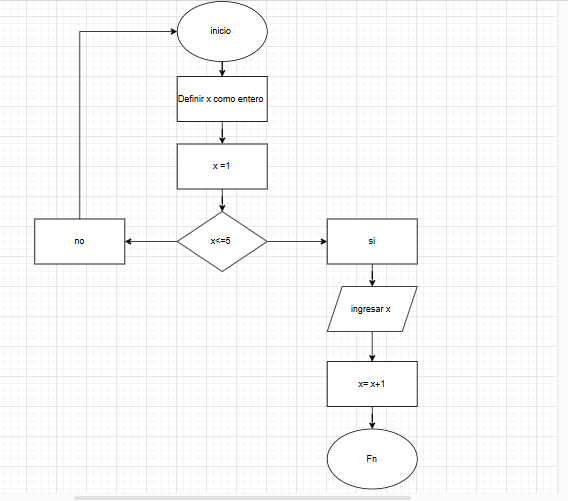 inicio
Definir x como entero
x =1
no
x<=5
si
ingresar x
x= x+1
Fn